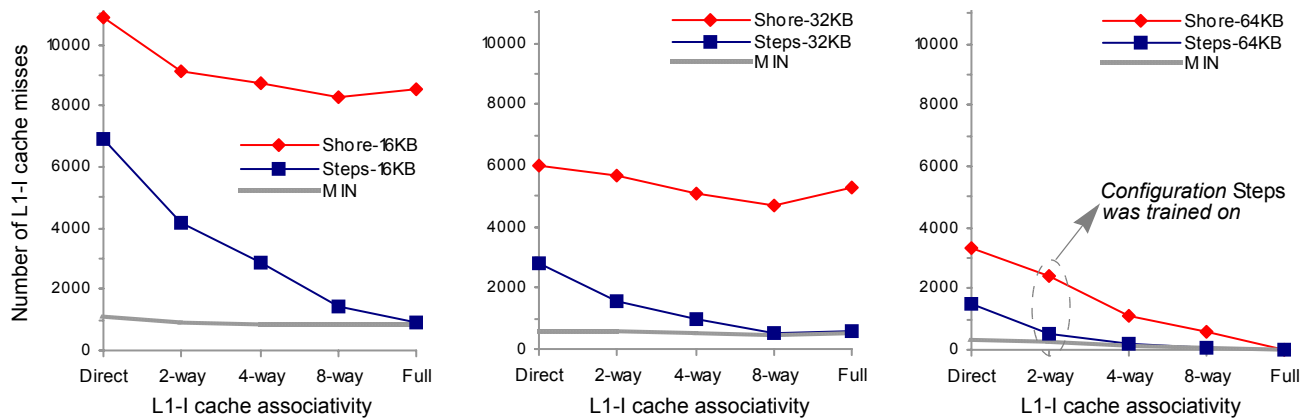 Number of L1-I cache misses
10000
8000
6000
4000
2000
0
Shore-16KB
Steps-16KB
MIN
Direct 2-way 4-way 8-way Full
L1-I cache associativity
Shore-32KB
Steps-32KB
MIN
10000
8000
6000
4000
2000
0
Direct 2-way 4-way 8-way Full
L1-I cache associativity
Shore-64KB
Steps-64KB
MIN
10000
8000
6000
4000
2000
0
Configuration Steps
was trained on
Direct 2-way 4-way 8-way Full
L1-I cache associativity